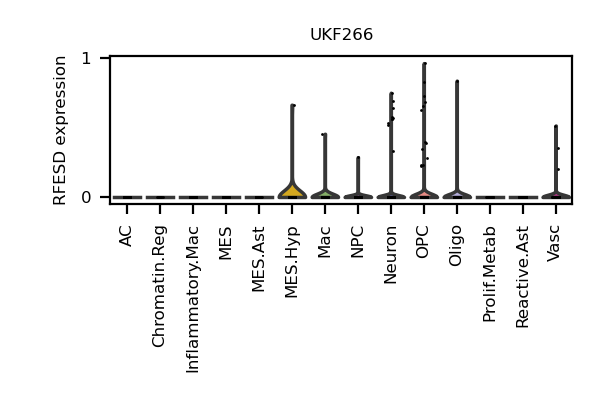 UKF266
RFESD expression
1
0
AC
Chromatin.Reg
Inflammatory.Mac
MES
MES.Ast
MES.Hyp
Mac
NPC
Neuron
OPC
Oligo
Prolif.Metab
Reactive.Ast
Vasc